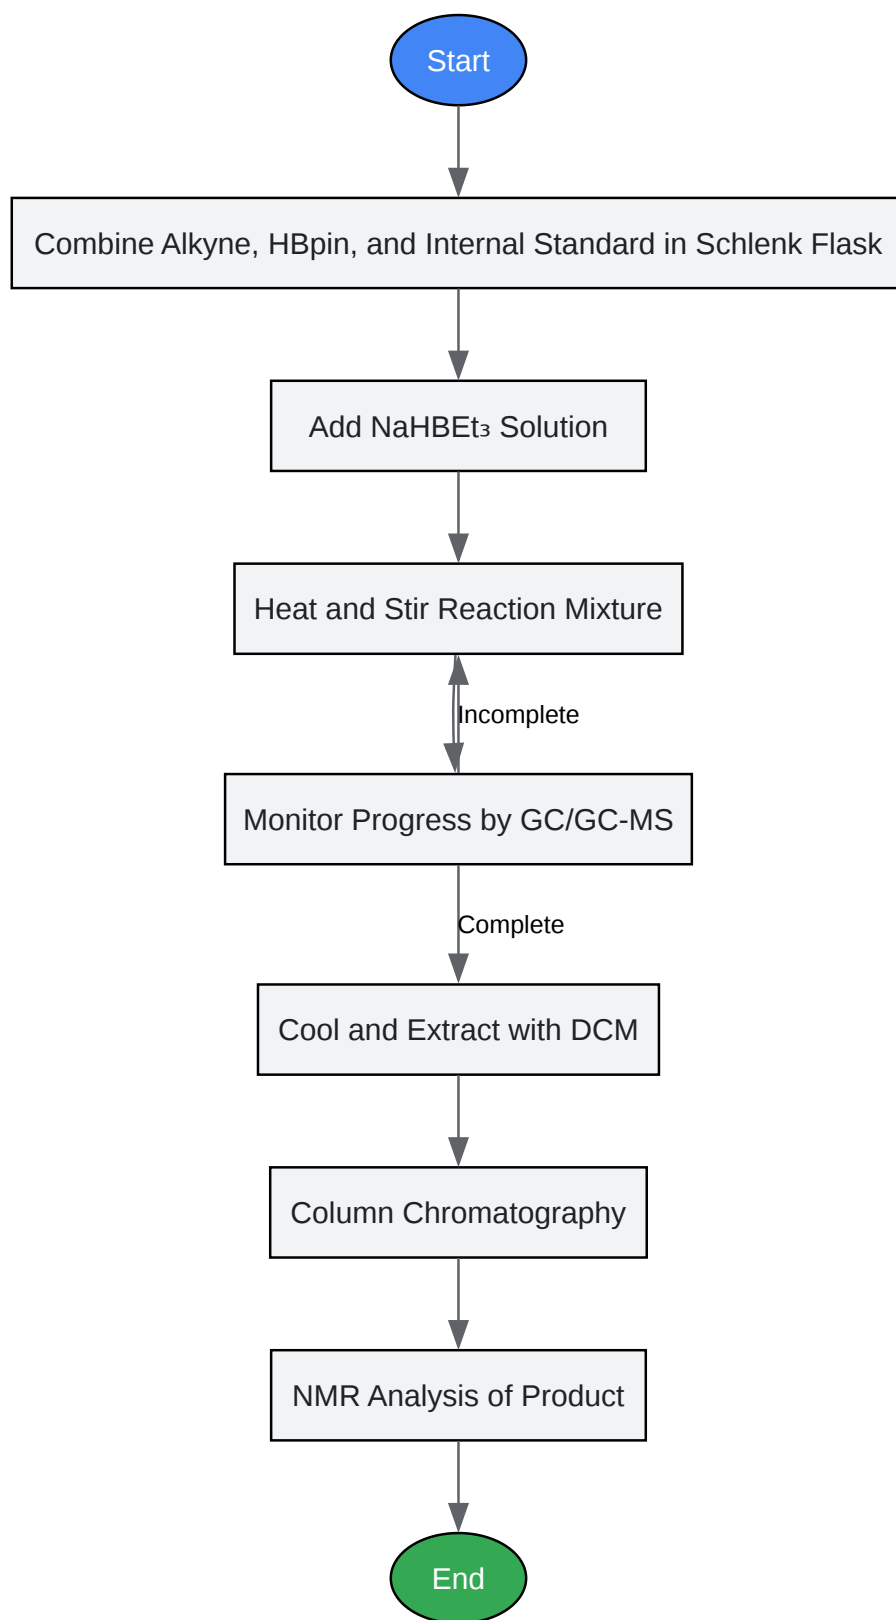 Start
Combine Alkyne, HBpin, and Internal Standard in Schlenk Flask
Add NaHBEt₃ Solution
Heat and Stir Reaction Mixture
Incomplete
Monitor Progress by GC/GC-MS
Complete
Cool and Extract with DCM
Column Chromatography
NMR Analysis of Product
End